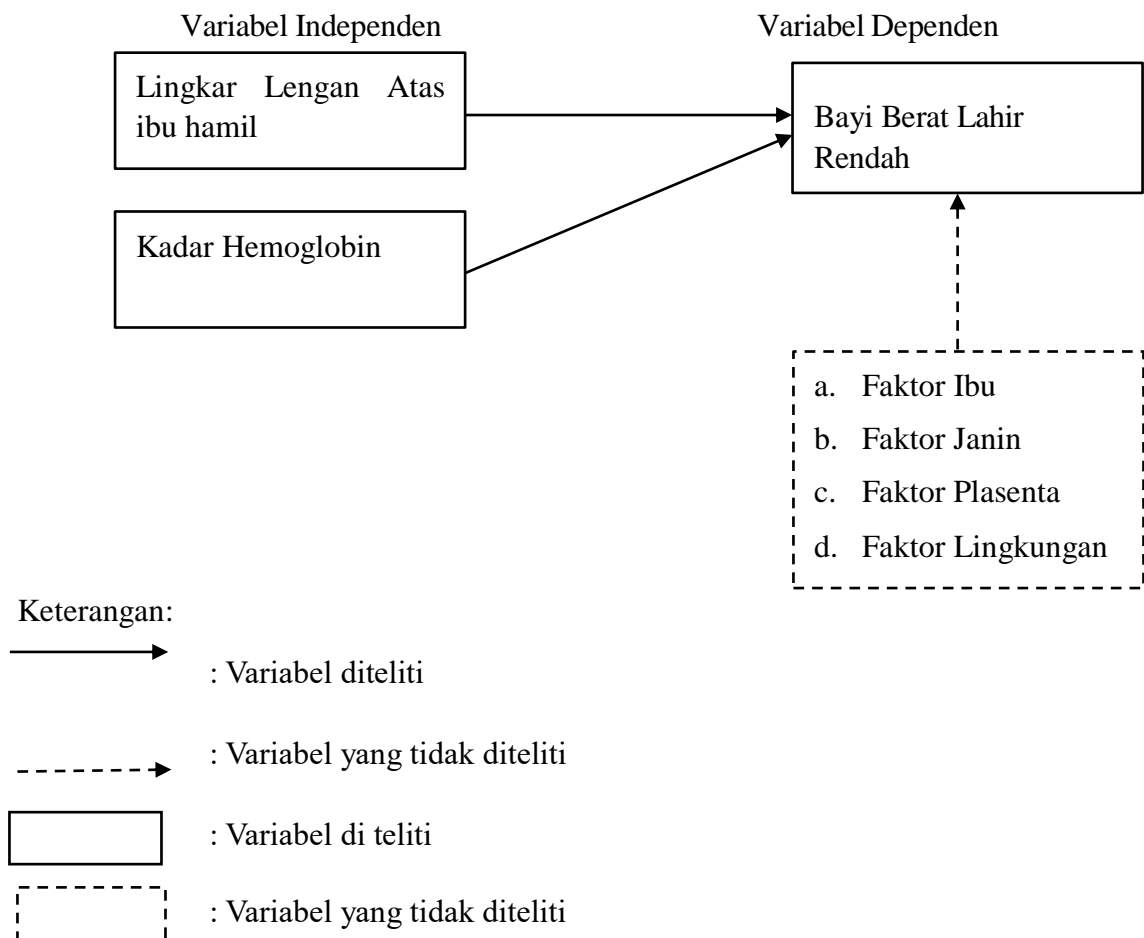 Variabel Independen
Variabel Dependen
Lingkar Lengan Atas
ibu hamil
Bayi Berat Lahir
Rendah
Kadar Hemoglobin
a. Faktor Ibu
b. Faktor Janin
c. Faktor Plasenta
d. Faktor Lingkungan
Keterangan:
: Variabel diteliti
: Variabel yang tidak diteliti
: Variabel di teliti
: Variabel yang tidak diteliti